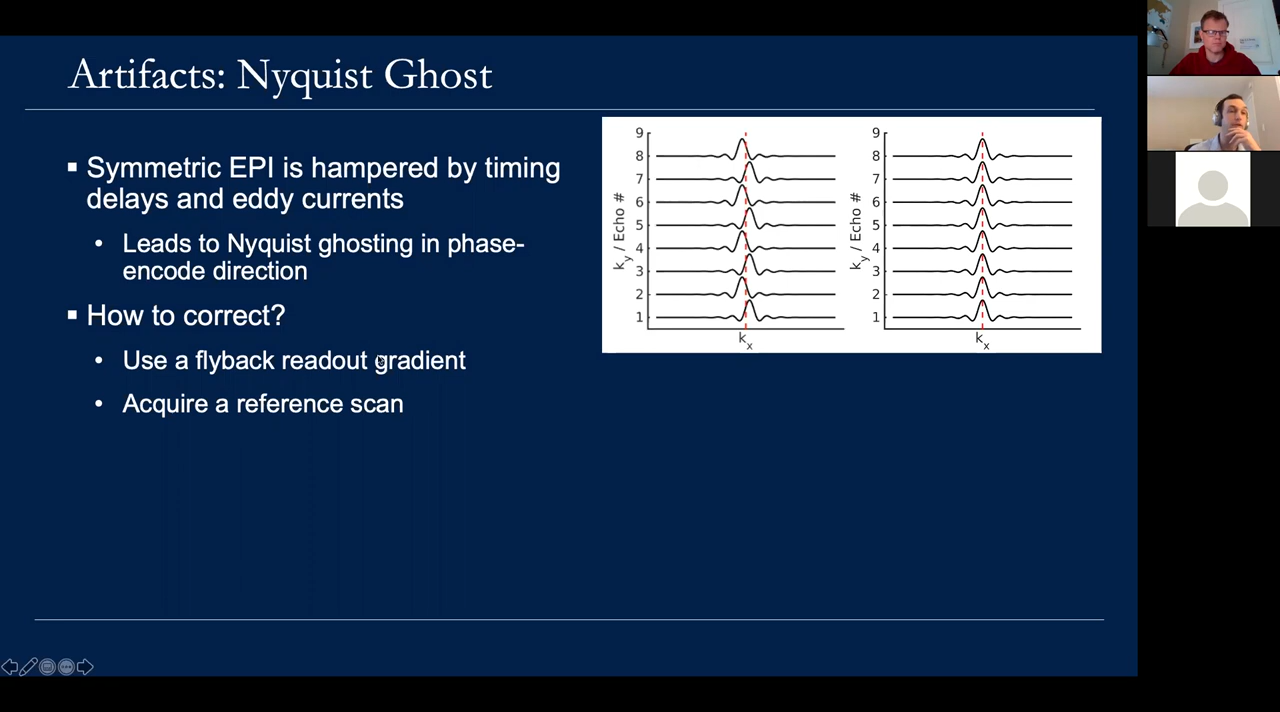 Artifacts: Nyquist Ghost
▪ Symmetric EPI is hampered by timing
delays and eddy currents
• Leads to Nyquist ghosting in phase-
encode direction
▪ How to correct?
• Use a flyback readout gradient
• Acquire a reference scan
9
8
7
6
5
4
3
2
1
ky / Echo #
kx
9
8
7
6
5
4
3
2
1
ky / Echo #
kx